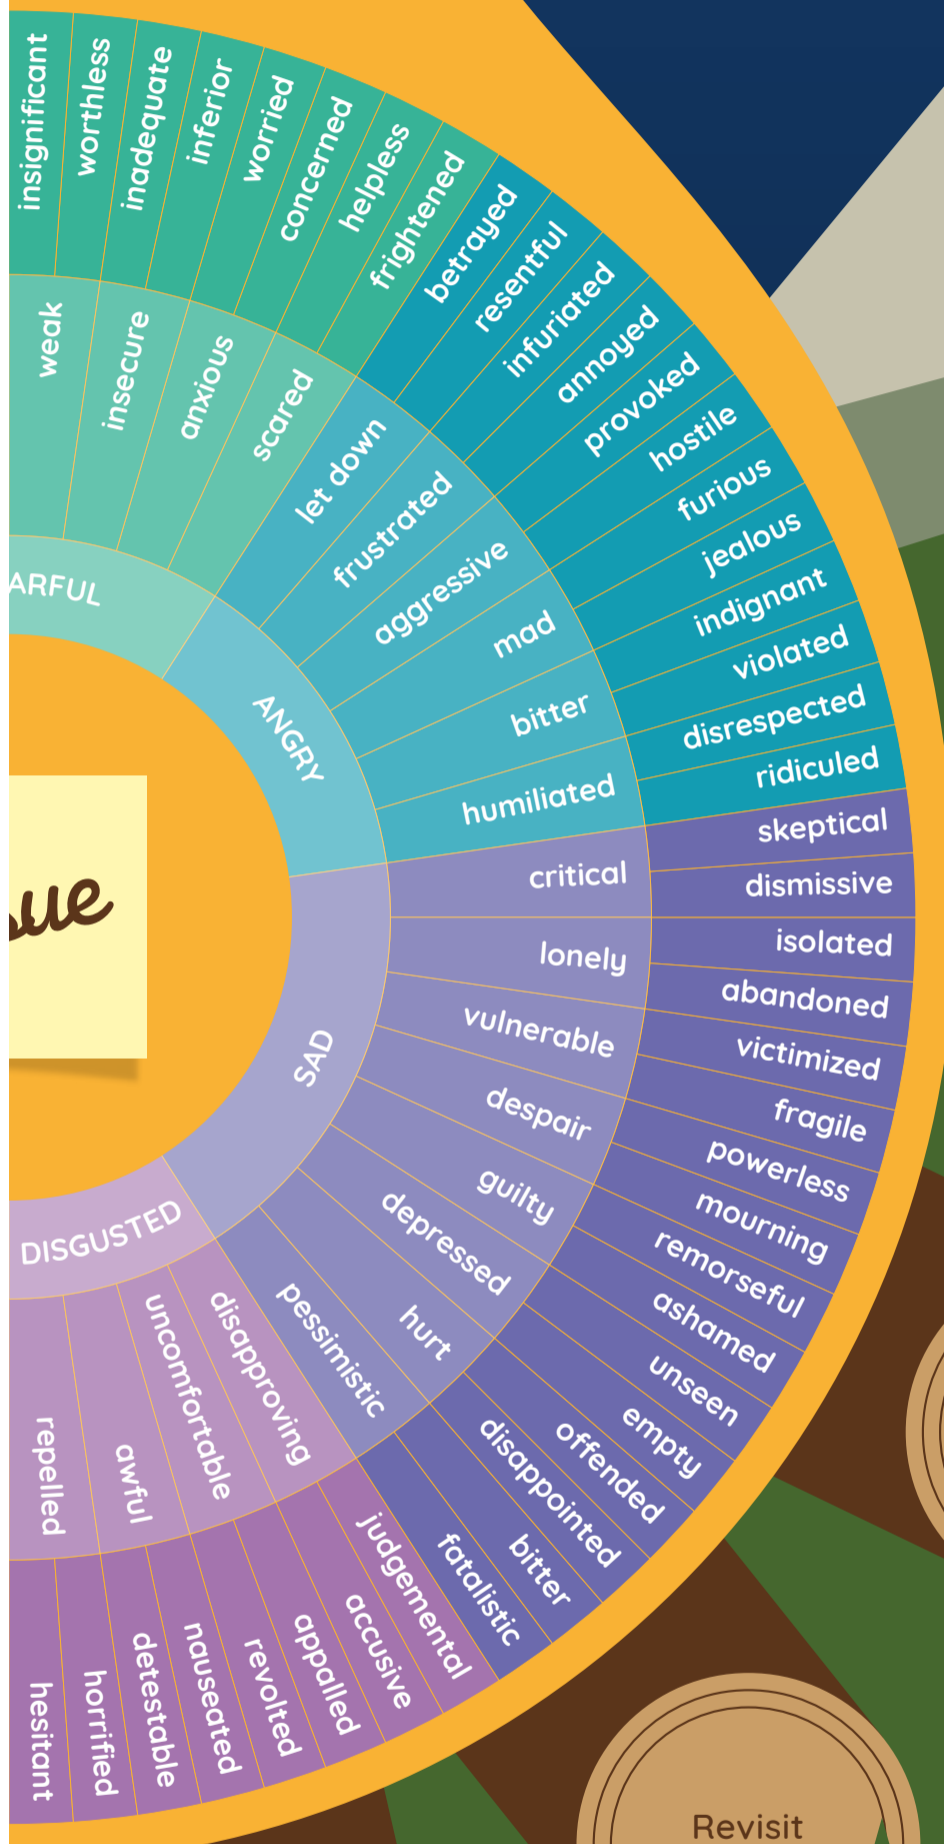 insignificant
worthless
inadequate
inferior
worried
concerned
helpless
frightened
betrayed
resentful
infuriated
annoyed
provoked
hostile
furious
jealous
indignant
violated
disrespected
ridiculed
skeptical
dismissive
isolated
abandoned
victimized
fragile
powerless
mourning
remorseful
ashamed
unseen
empty
offended
disappointed
bitter
fatalistic
judgemental
accusive
appalled
revolted
nauseated
detestable
horrified
hesitant
weak
insecure
anxious
scared
let down
frustrated
aggressive
mad
bitter
humiliated
critical
lonely
vulnerable
despair
guilty
depressed
hurt
pessimistic
disapproving
uncomfortable
awful
repelled
ARFUL
ANGRY
SAD
DISGUSTED
ue
Revisit